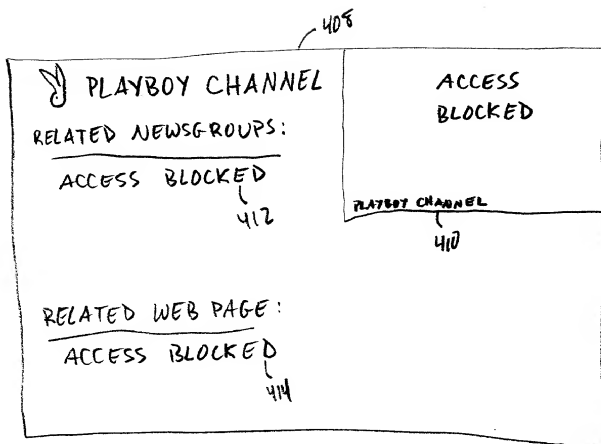 408
PLAYBOY CHANNEL
ACCESS
BLOCKED
RELATED NEWSGROUPS:
ACCESS BLOCKED
412
PLAYBOY CHANNEL
410
RELATED WEB PAGE:
ACCESS BLOCKED
414